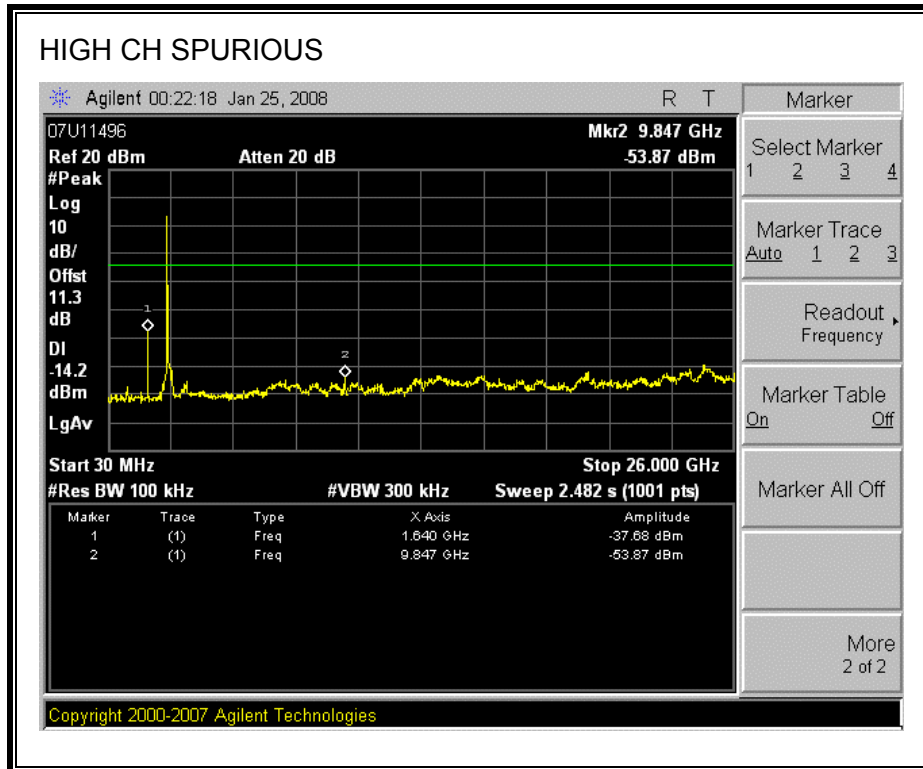 HIGH CH SPURIOUS
Agilent 00:22:18 Jan 25, 2008 R T
07U11496 Mkr2 9.847 GHz
Ref 20 dBm Atten 20 dB -53.87 dBm
#Peak
Log
10
dB/
Offst
11.3
dB
DI
-14.2
dBm
LgAv
1
2
Start 30 MHz Stop 26.000 GHz
#Res BW 100 kHz #VBW 300 kHz Sweep 2.482 s (1001 pts)
Marker Trace Type X Axis Amplitude
1 (1) Freq 1.640 GHz -37.68 dBm
2 (1) Freq 9.847 GHz -53.87 dBm
Copyright 2000-2007 Agilent Technologies
Marker
Select Marker
1 2 3 4
Marker Trace
Auto 1 2 3
Readout
Frequency
Marker Table
On Off
Marker All Off
More
2 of 2